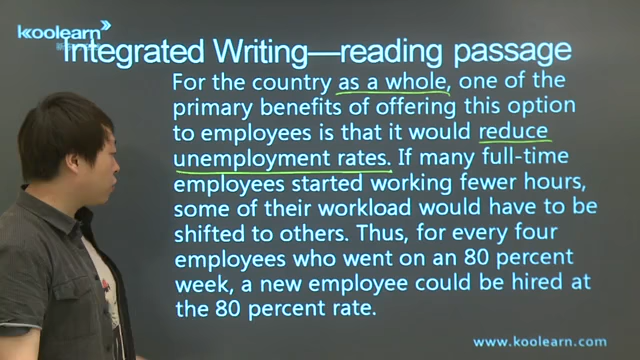 koolearn
Integrated Writing—reading passage
For the country as a whole, one of the
primary benefits of offering this option
to employees is that it would reduce
unemployment rates. If many full-time
employees started working fewer hours,
some of their workload would have to be
shifted to others. Thus, for every four
employees who went on an 80 percent
week, a new employee could be hired at
the 80 percent rate.
www.koolearn.com